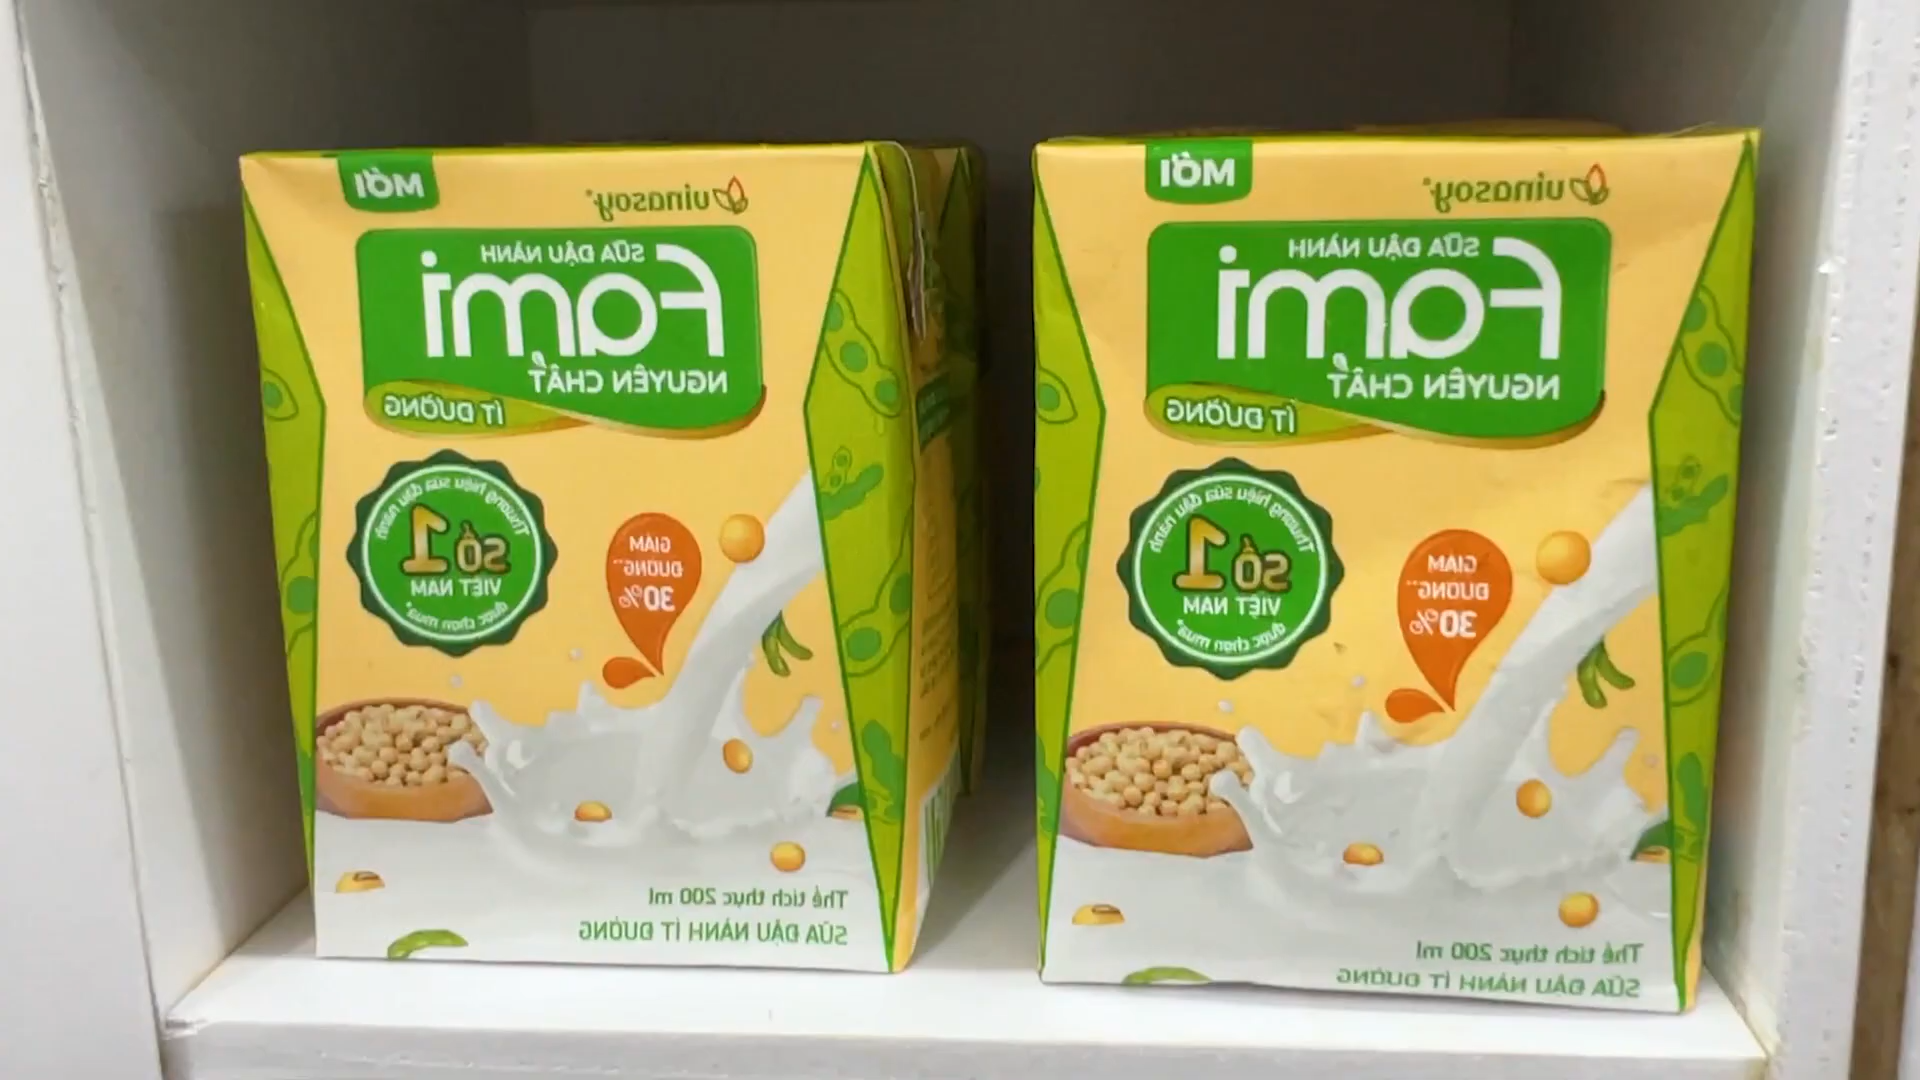 MỚI
vinasoy
SỮA ĐẬU NÀNH
Fami
NGUYÊN CHẤT
ÍT ĐƯỜNG
Thương hiệu sữa đậu nành
SỐ 1
VIỆT NAM
được chọn mua*
GIẢM
ĐƯỜNG**
30%
Thể tích thực 200 ml
SỮA ĐẬU NÀNH ÍT ĐƯỜNG
MỚI
vinasoy
SỮA ĐẬU NÀNH
Fami
NGUYÊN CHẤT
ÍT ĐƯỜNG
Thương hiệu sữa đậu nành
SỐ 1
VIỆT NAM
được chọn mua*
GIẢM
ĐƯỜNG**
30%
Thể tích thực 200 ml
SỮA ĐẬU NÀNH ÍT ĐƯỜNG